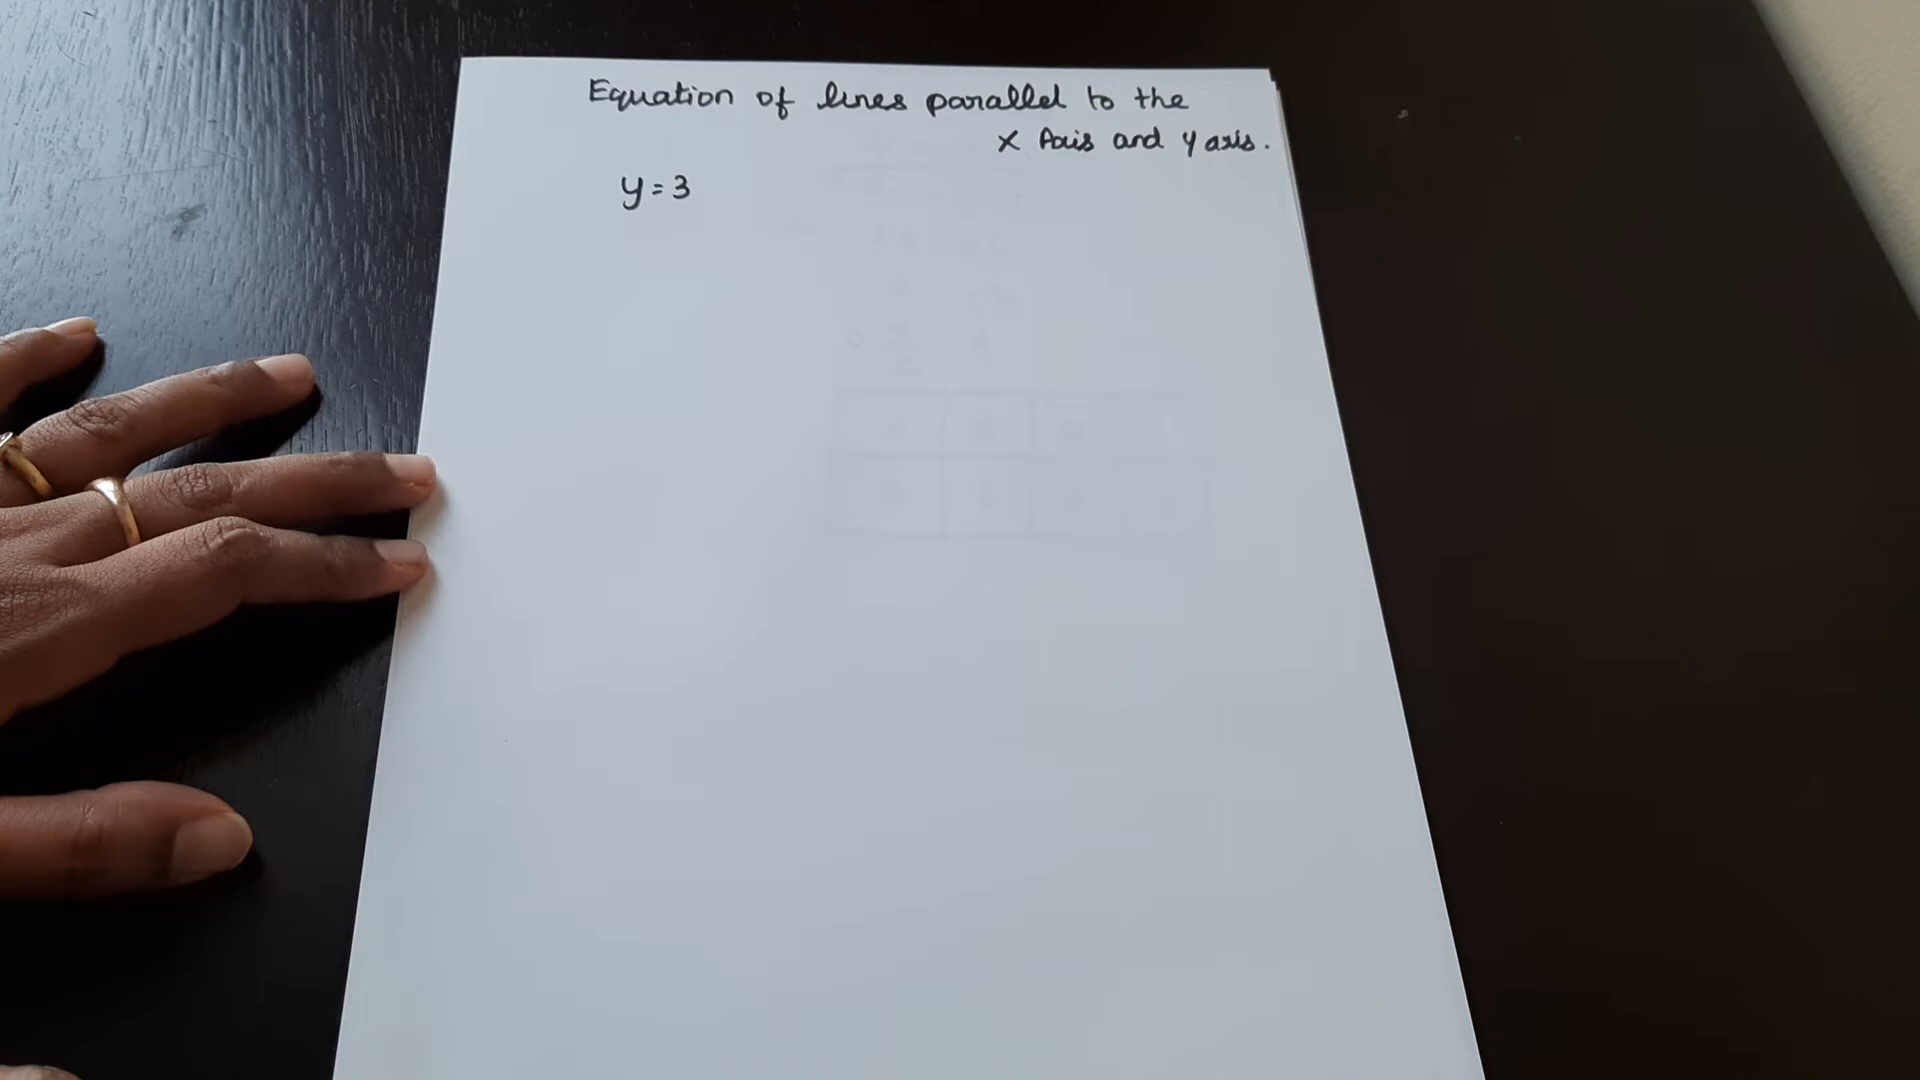 Equation of lines parallel to the
X Axis and y axis.
y = 3